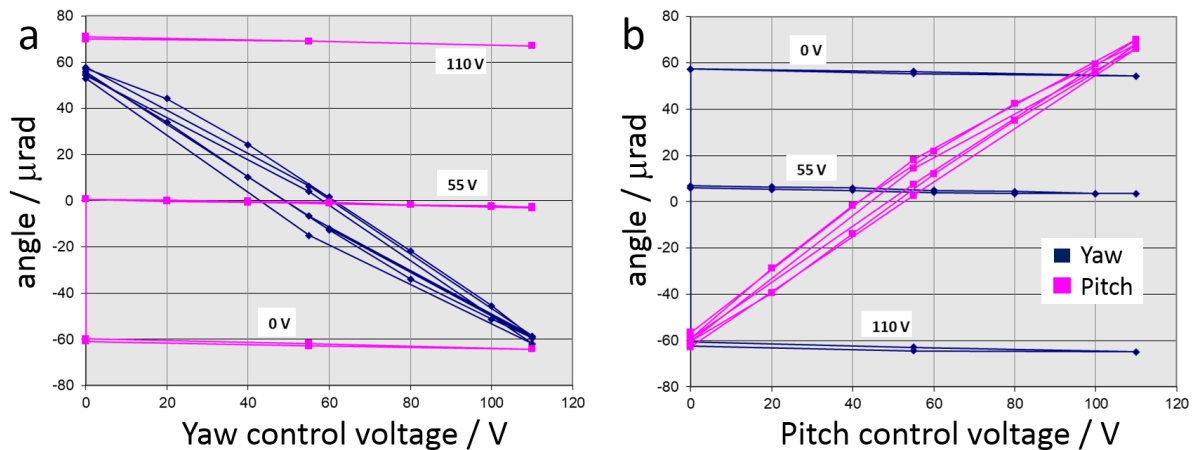 a
80
60
40
20
0
-20
-40
-60
-80
angle / μrad
110 V
55 V
0 V
0 20 40 60 80 100 120
Yaw control voltage / V
b
80
60
40
20
0
-20
-40
-60
-80
angle / μrad
0 V
55 V
110 V
Yaw
Pitch
0 20 40 60 80 100 120
Pitch control voltage / V